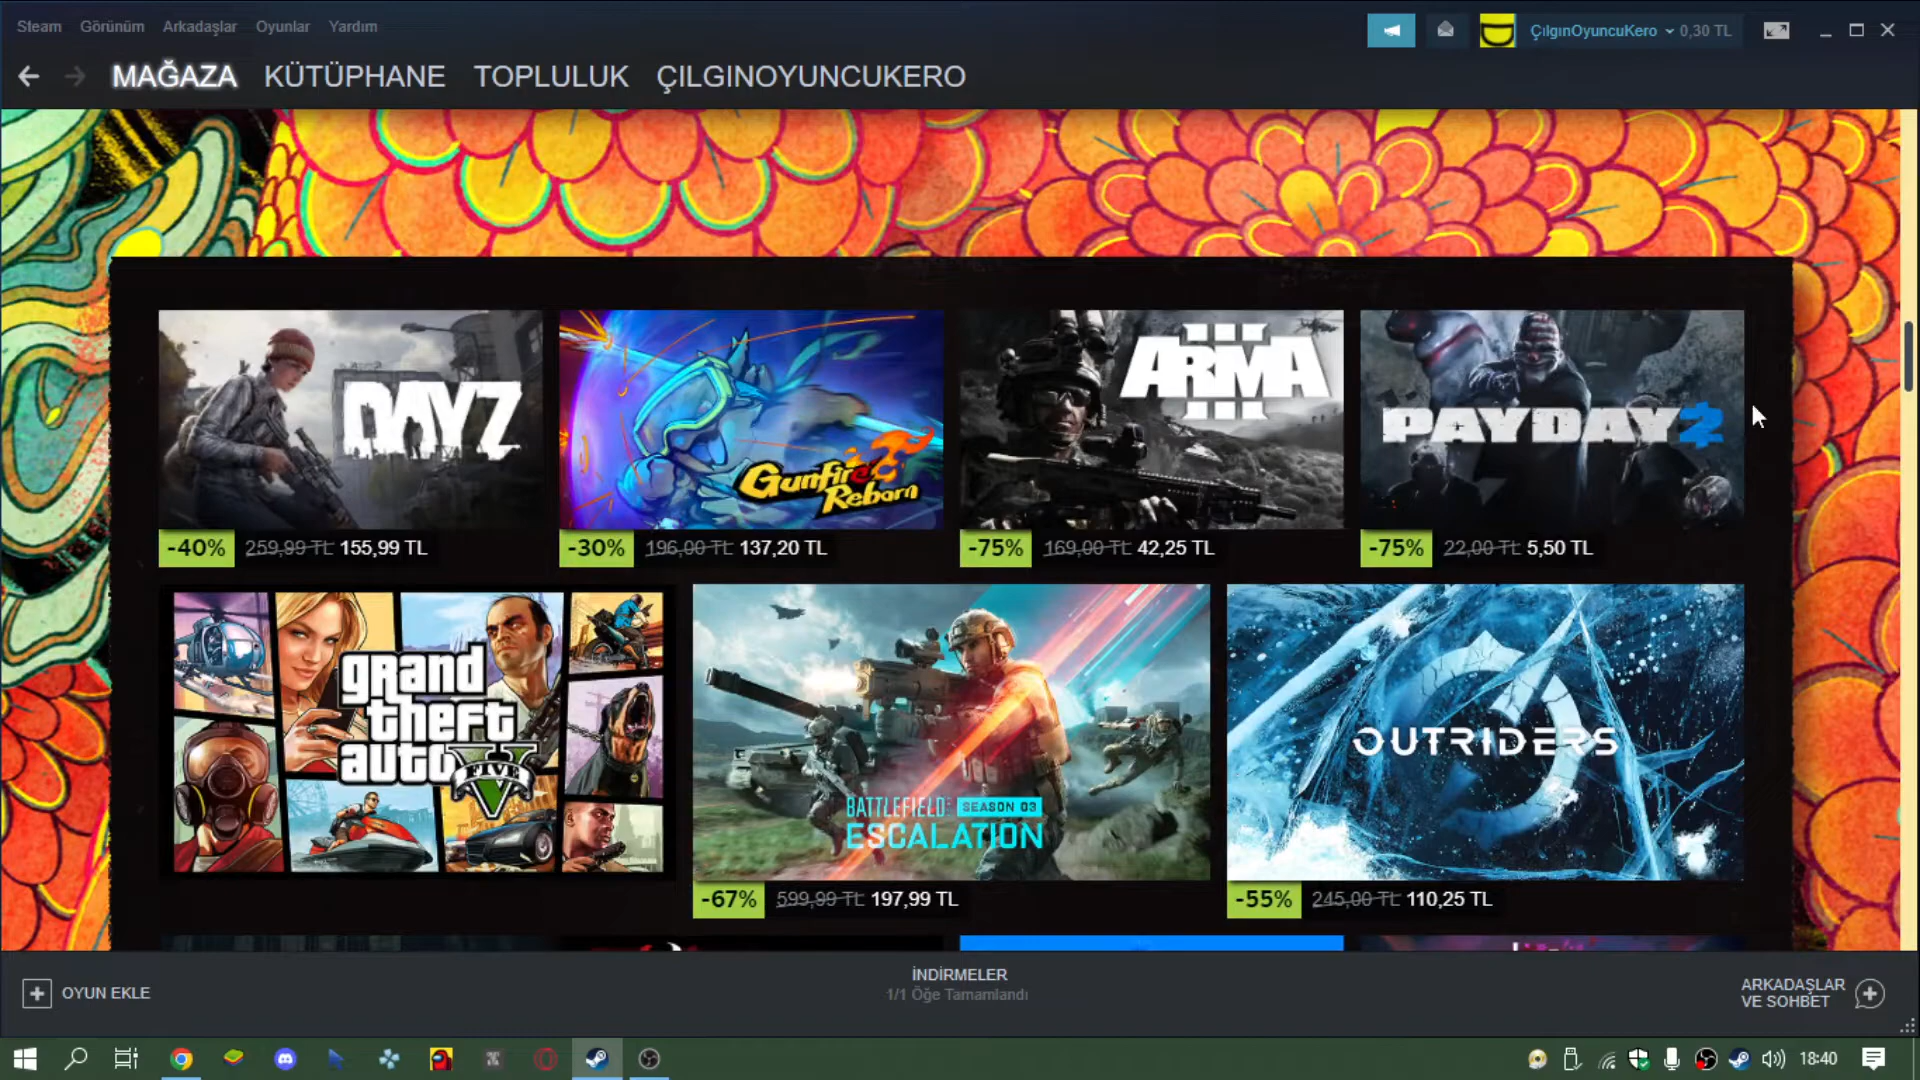 Steam Görünüm Arkadaşlar Oyunlar Yardım
ÇılgınOyuncuKero 0,30 TL
MAĞAZA KÜTÜPHANE TOPLULUK ÇILGINOYUNCUKERO
DAYZ
Gunfire Reborn
ARMA III
PAYDAY 2
-40% 259,99 TL 155,99 TL
-30% 196,00 TL 137,20 TL
-75% 169,00 TL 42,25 TL
-75% 22,00 TL 5,50 TL
grand
theft
auto V
FIVE
BATTLEFIELD: SEASON 03
ESCALATION
OUTRIDERS
-67% 599,99 TL 197,99 TL
-55% 245,00 TL 110,25 TL
OYUN EKLE
İNDİRMELER
1/1 Öğe Tamamlandı
ARKADAŞLAR
VE SOHBET
18:40